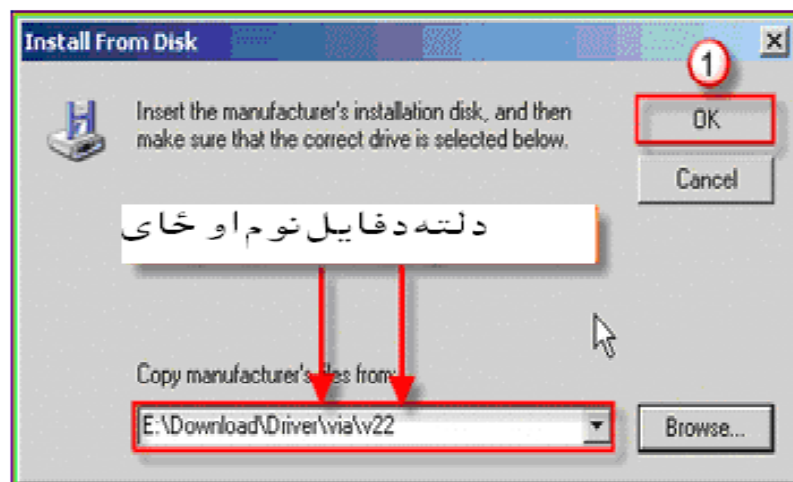 Install From Disk
1
Insert the manufacturer's installation disk, and then
make sure that the correct drive is selected below.
OK
Cancel
دلته دفایل نوم او ځای
Copy manufacturer's files from:
E:\Download\Driver\via\v22
Browse...